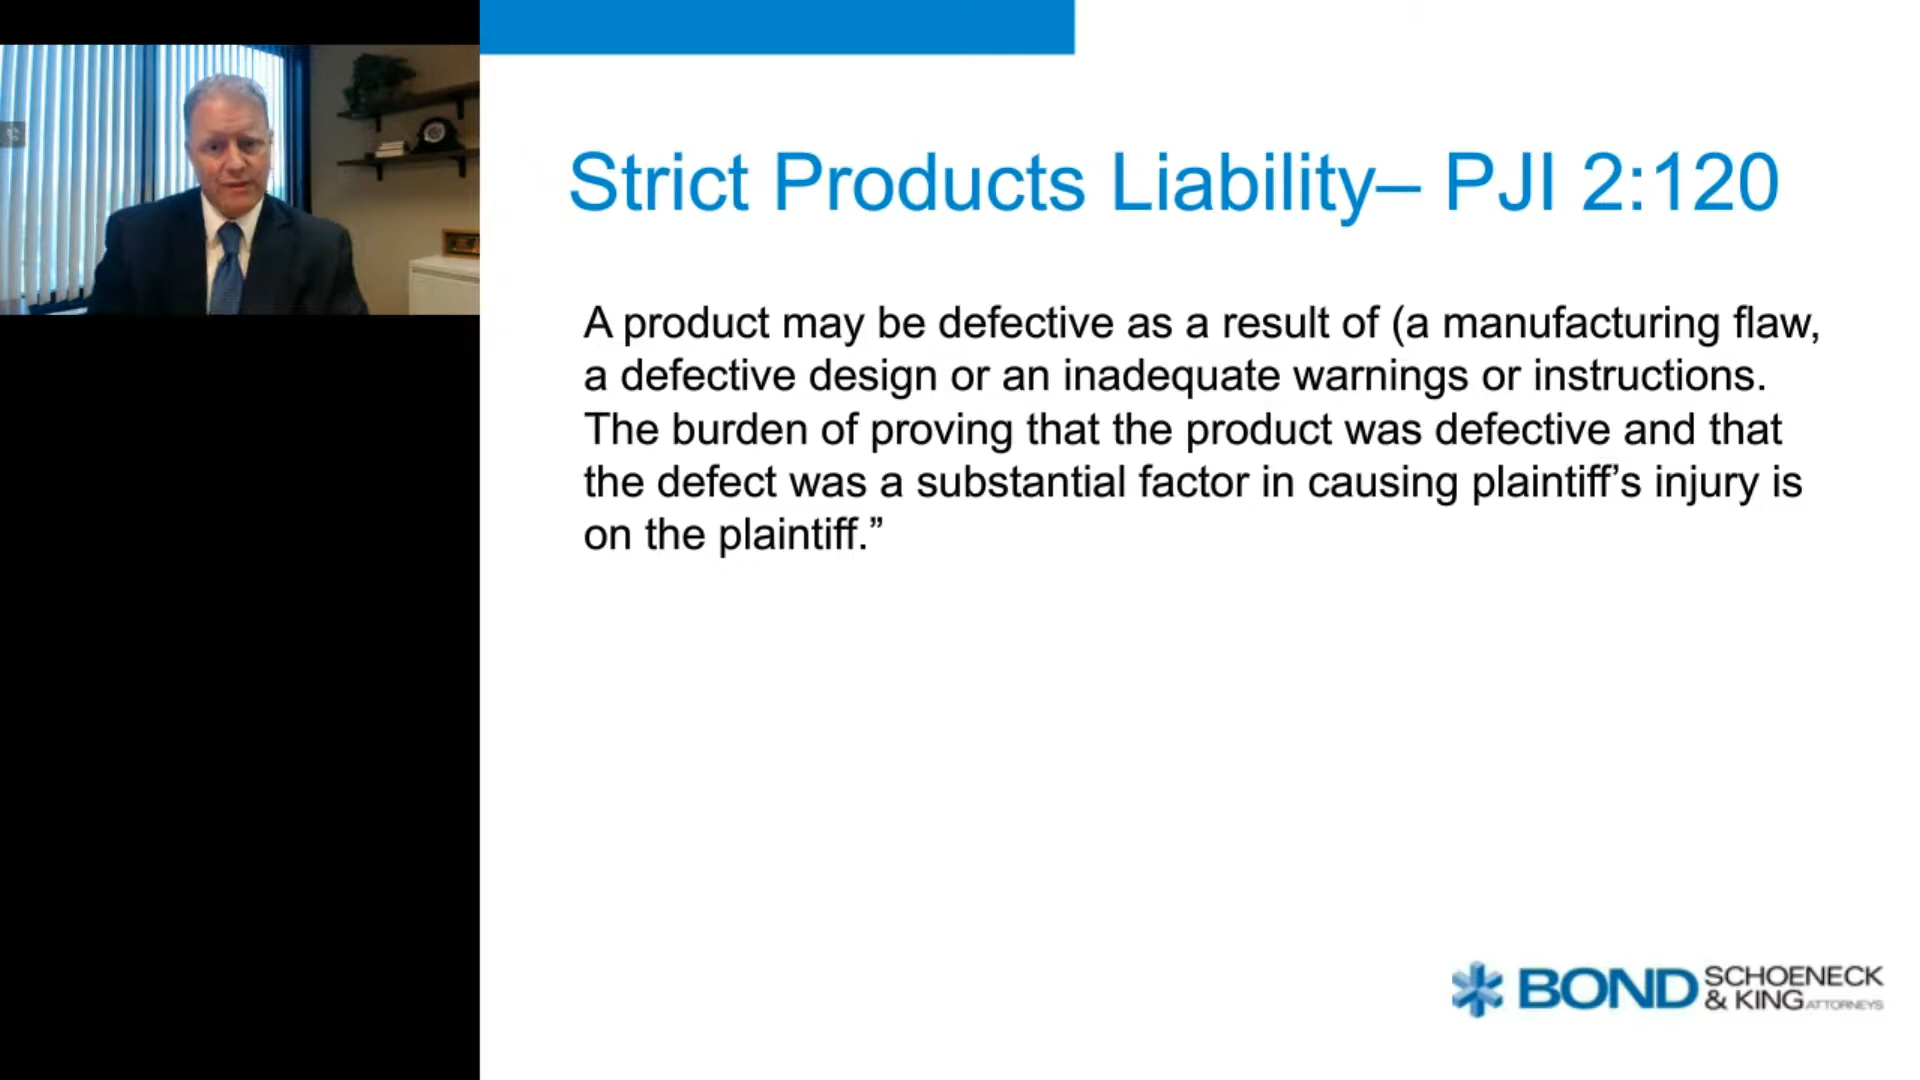 Strict Products Liability– PJI 2:120
A product may be defective as a result of (a manufacturing flaw,
a defective design or an inadequate warnings or instructions.
The burden of proving that the product was defective and that
the defect was a substantial factor in causing plaintiff’s injury is
on the plaintiff.”
BOND SCHOENECK
& KING ATTORNEYS